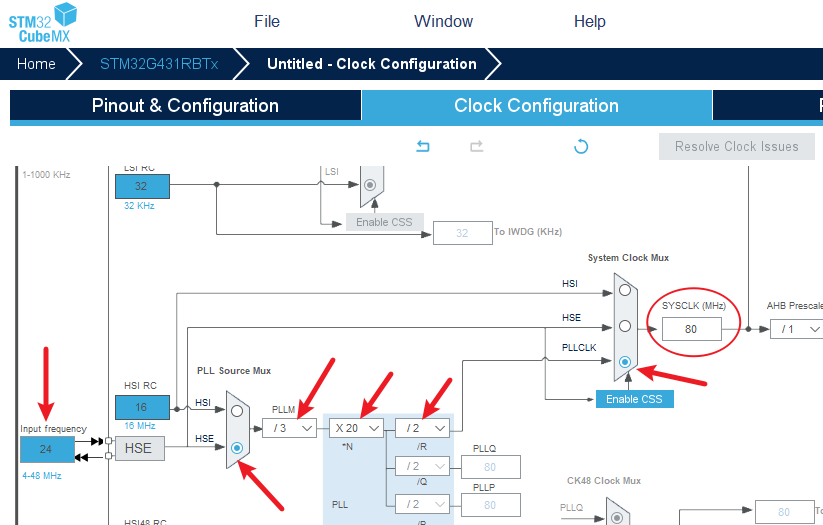 STM32
CubeMX
File
Window
Help
Home
STM32G431RBTx
Untitled - Clock Configuration
Pinout & Configuration
Clock Configuration
Resolve Clock Issues
1-1000 KHz
LSI RC
LSI
32
32 KHz
Enable CSS
32
To IWDG (KHz)
System Clock Mux
HSI
SYSCLK (MHz)
AHB Prescale
HSE
80
/ 1
PLLCLK
PLL Source Mux
HSI RC
Enable CSS
16
HSI
PLLM
16 MHz
/ 3
X 20
/ 2
Input frequency
HSE
*N
/R
24
HSE
PLLQ
/ 2
80
4-48 MHz
/Q
PLLP
CK48 Clock Mux
PLL
/ 2
80
PLLQ
80
HSI48 RC